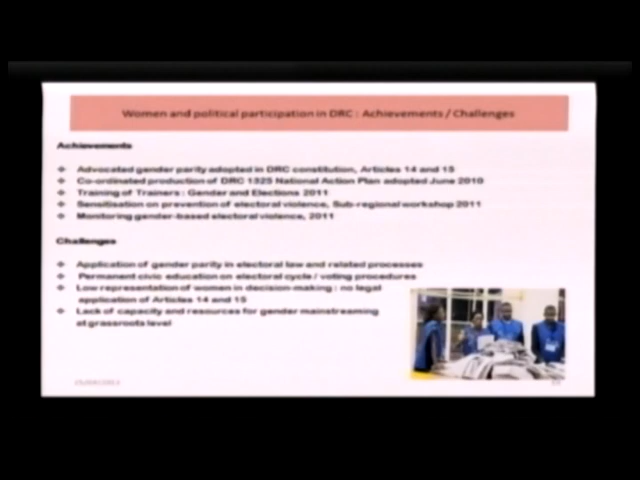 Women and political participation in DRC : Achievements / Challenges
Achievements
❖ Advocated gender parity adopted in DRC constitution, Articles 14 and 15
❖ Co-ordinated production of DRC 1325 National Action Plan adopted June 2010
❖ Training of Trainers : Gender and Elections 2011
❖ Sensitisation on prevention of electoral violence, Sub-regional workshop 2011
❖ Monitoring gender-based electoral violence, 2011
Challenges
❖ Application of gender parity in electoral law and related processes
❖ Permanent civic education on electoral cycle / voting procedures
❖ Low representation of women in decision-making : no legal
application of Articles 14 and 15
❖ Lack of capacity and resources for gender mainstreaming
at grassroots level